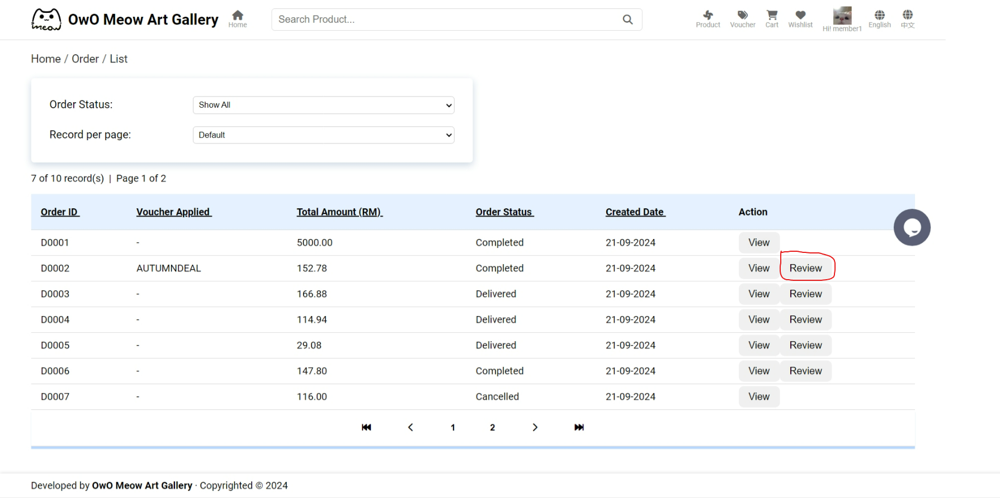 meow OwO Meow Art Gallery Home Search Product... Product Voucher Cart Wishlist Hi! member1 English 中文
Home / Order / List
Order Status: Show All
Record per page: Default
7 of 10 record(s) | Page 1 of 2
Order ID Voucher Applied Total Amount (RM) Order Status Created Date Action
D0001 - 5000.00 Completed 21-09-2024 View
D0002 AUTUMNDEAL 152.78 Completed 21-09-2024 View Review
D0003 - 166.88 Delivered 21-09-2024 View Review
D0004 - 114.94 Delivered 21-09-2024 View Review
D0005 - 29.08 Delivered 21-09-2024 View Review
D0006 - 147.80 Completed 21-09-2024 View Review
D0007 - 116.00 Cancelled 21-09-2024 View
1 2
Developed by OwO Meow Art Gallery · Copyrighted © 2024